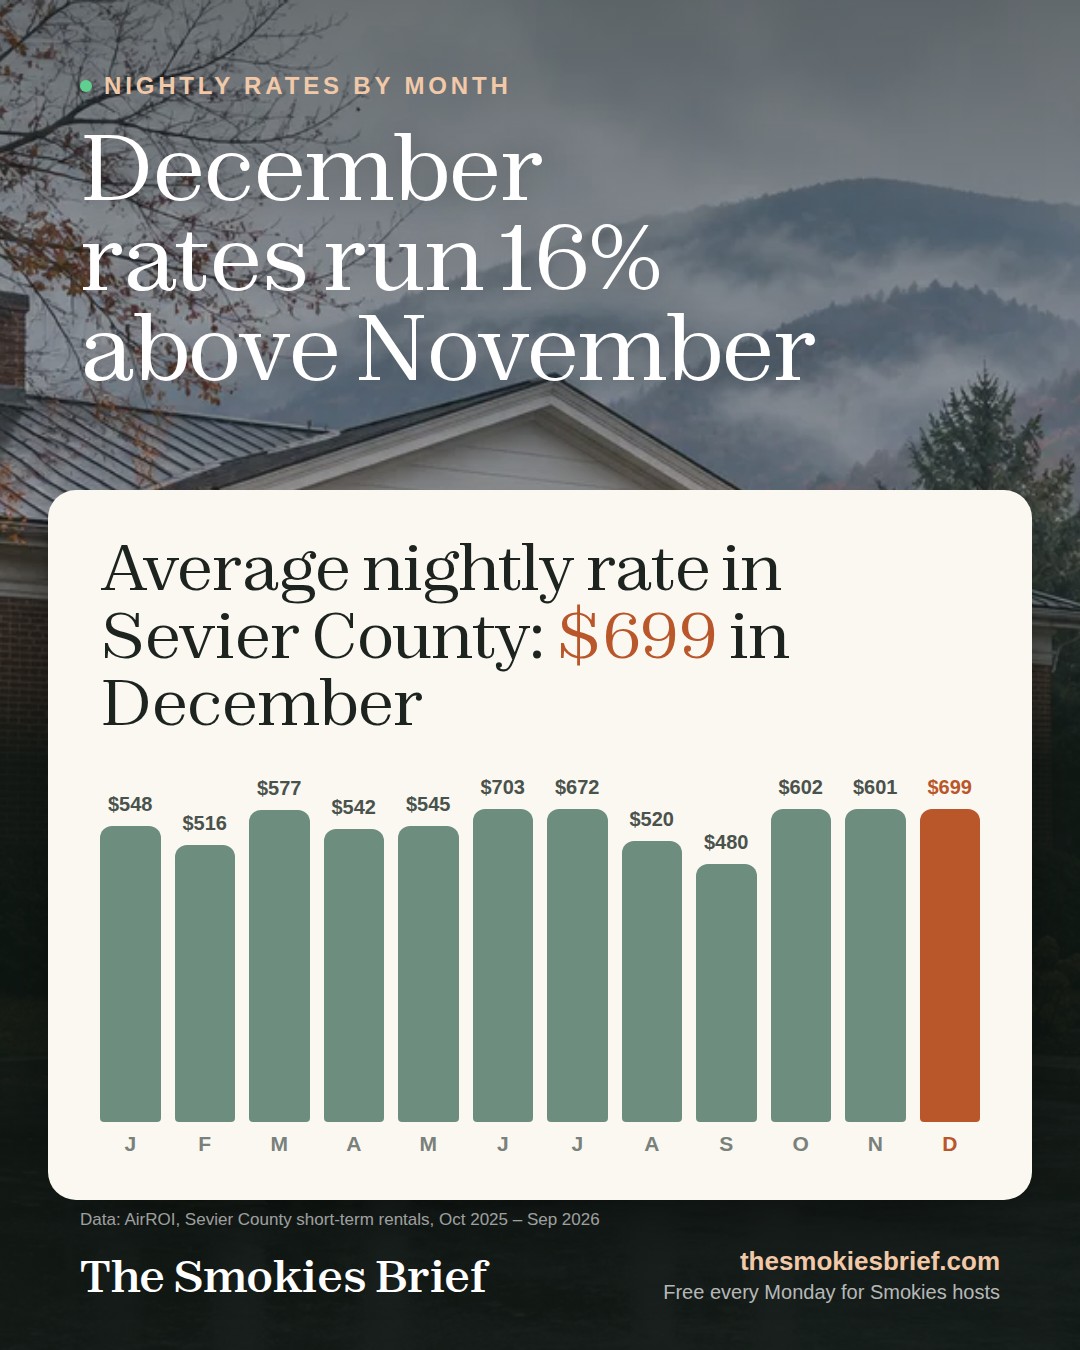 NIGHTLY RATES BY MONTH
December
rates run 16%
above November
Average nightly rate in
Sevier County: $699 in
December
$548 $516 $577 $542 $545 $703 $672 $520 $480 $602 $601 $699
J F M A M J J A S O N D
Data: AirROI, Sevier County short-term rentals, Oct 2025 – Sep 2026
The Smokies Brief
thesmokiesbrief.com
Free every Monday for Smokies hosts